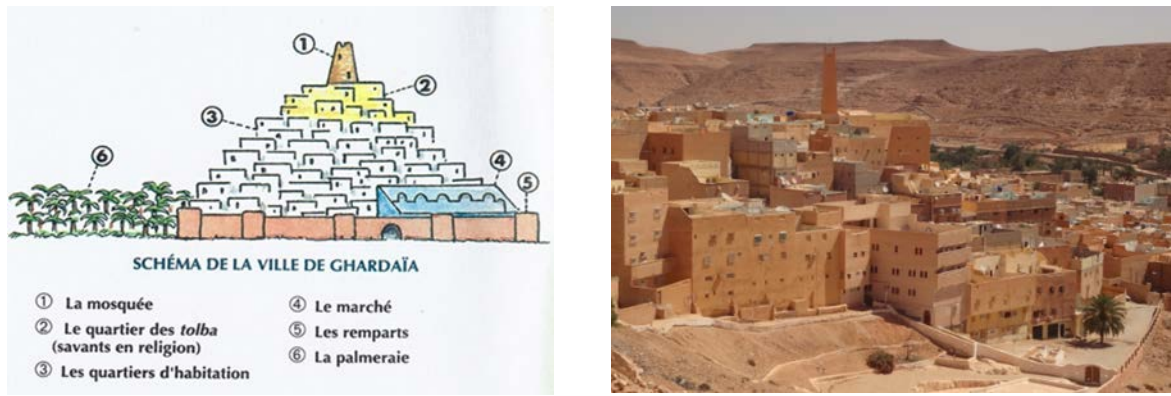 ①
②
③
④
⑤
⑥
SCHÉMA DE LA VILLE DE GHARDAÏA
① La mosquée
② Le quartier des tolba
(savants en religion)
③ Les quartiers d'habitation
④ Le marché
⑤ Les remparts
⑥ La palmeraie